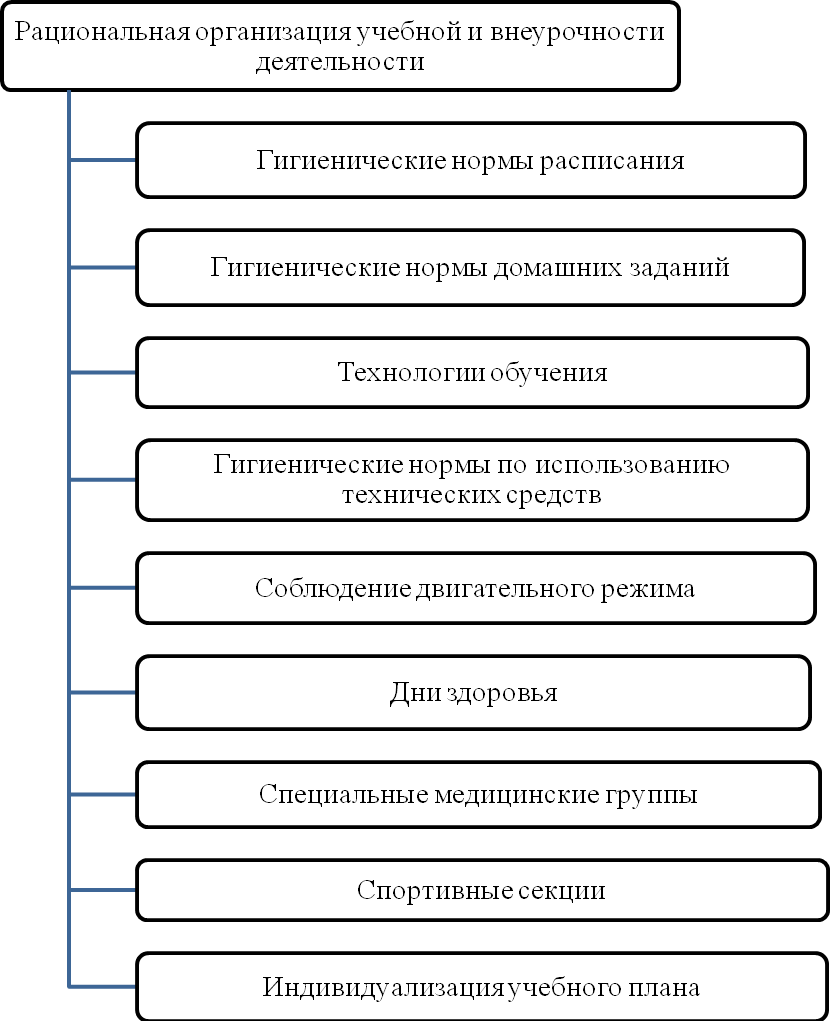 Рациональная организация учебной и внеурочности
деятельности
Гигиенические нормы расписания
Гигиенические нормы домашних заданий
Технологии обучения
Гигиенические нормы по использованию
технических средств
Соблюдение двигательного режима
Дни здоровья
Специальные медицинские группы
Спортивные секции
Индивидуализация учебного плана